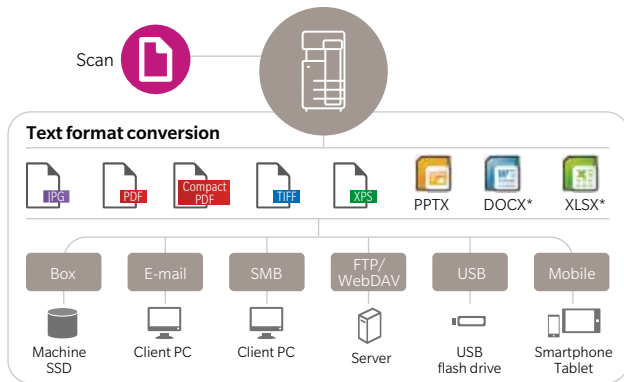 Scan
Text format conversion
JPG
PDF
Compact
PDF
TIFF
XPS
PPTX
DOCX*
XLSX*
Box
E-mail
SMB
FTP/
WebDAV
USB
Mobile
Machine
SSD
Client PC
Client PC
Server
USB
flash drive
Smartphone
Tablet